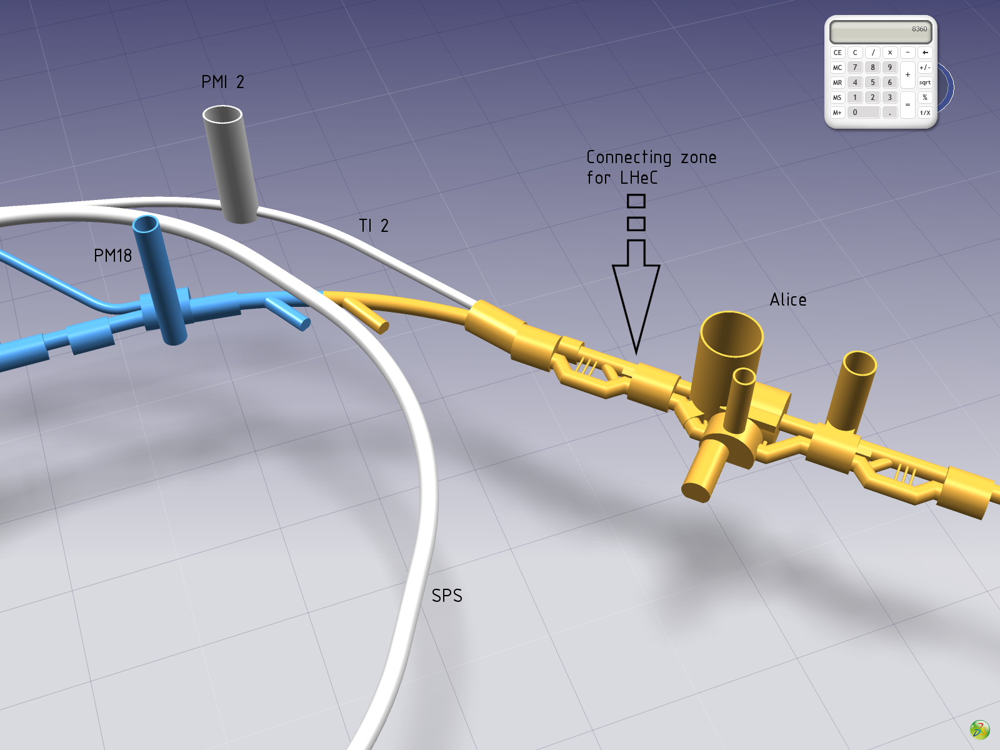 8360
CE C / x − ←
MC 7 8 9 + +/-
MR 4 5 6 sqrt
MS 1 2 3 = %
M+ 0 . 1/X
PMI 2
Connecting zone
for LHeC
TI 2
PM18
Alice
SPS